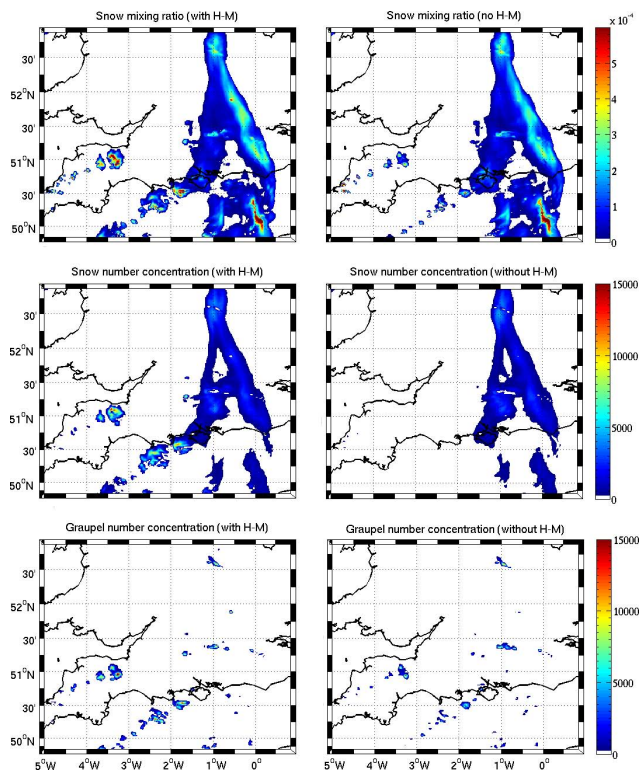 Snow mixing ratio (with H-M)
Snow mixing ratio (no H-M)
x 10⁻⁴
30'
52°N
30'
51°N
30'
50°N
5
4
3
2
1
0
Snow number concentration (with H-M)
Snow number concentration (without H-M)
30'
52°N
30'
51°N
30'
50°N
15000
10000
5000
0
Graupel number concentration (with H-M)
Graupel number concentration (without H-M)
30'
52°N
30'
51°N
30'
50°N
15000
10000
5000
0
5°W
4°W
3°W
2°W
1°W
0°
5°W
4°W
3°W
2°W
1°W
0°